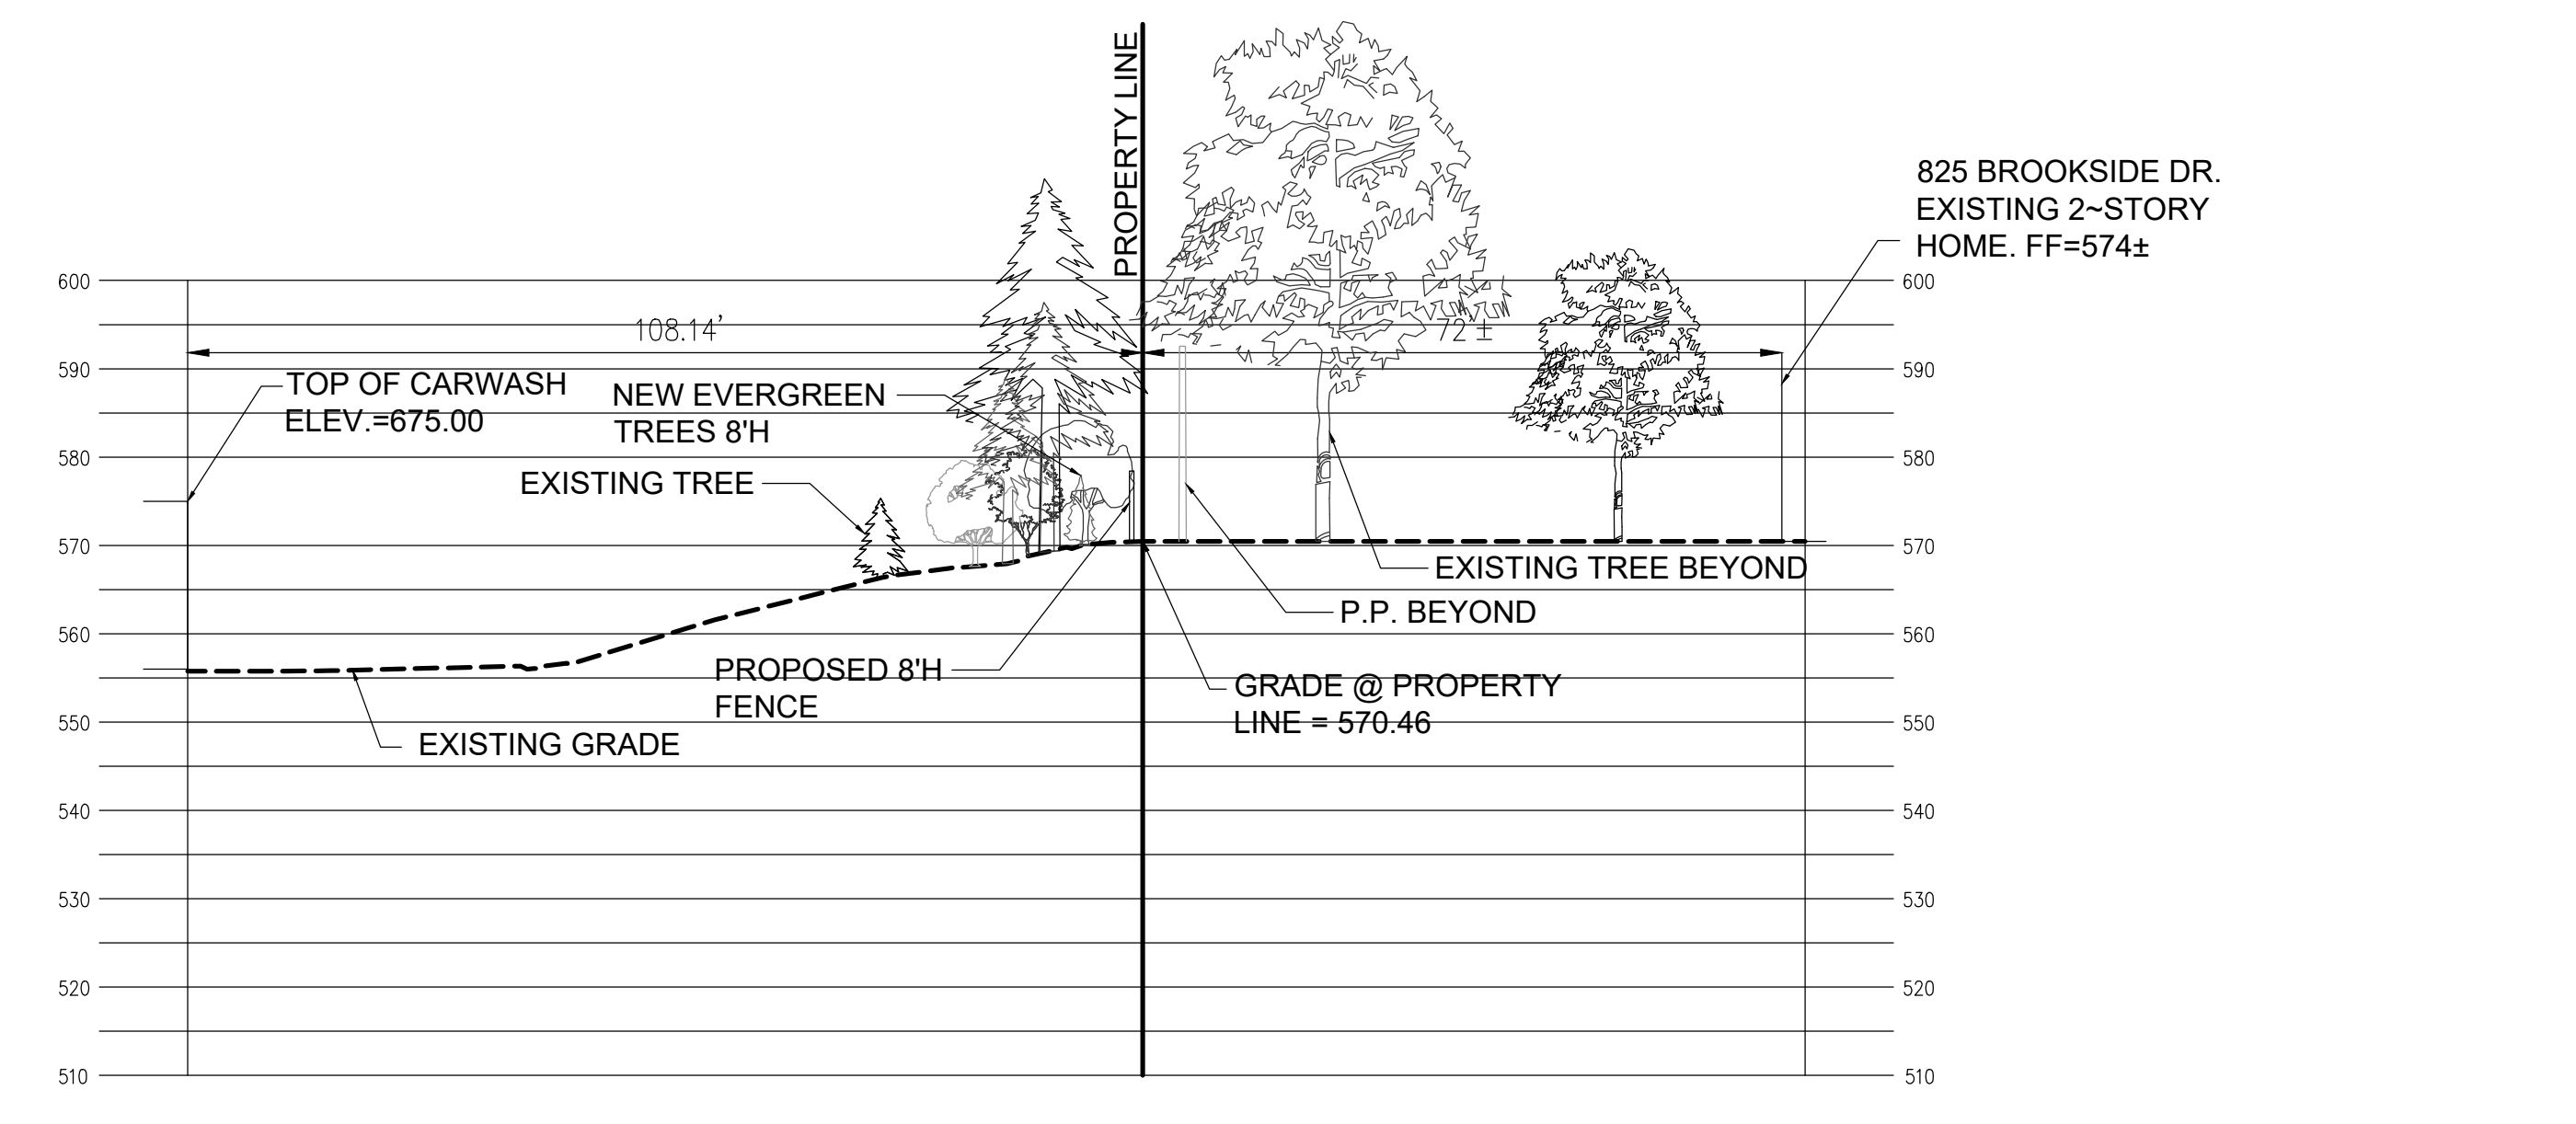 PROPERTY LINE
825 BROOKSIDE DR.
EXISTING 2~STORY
HOME. FF=574±
600
600
108.14'
72'±
590
590
TOP OF CARWASH
ELEV.=675.00
NEW EVERGREEN
TREES 8'H
580
580
EXISTING TREE
570
570
EXISTING TREE BEYOND
P.P. BEYOND
560
560
PROPOSED 8'H
FENCE
GRADE @ PROPERTY
LINE = 570.46
550
550
EXISTING GRADE
540
540
530
530
520
520
510
510